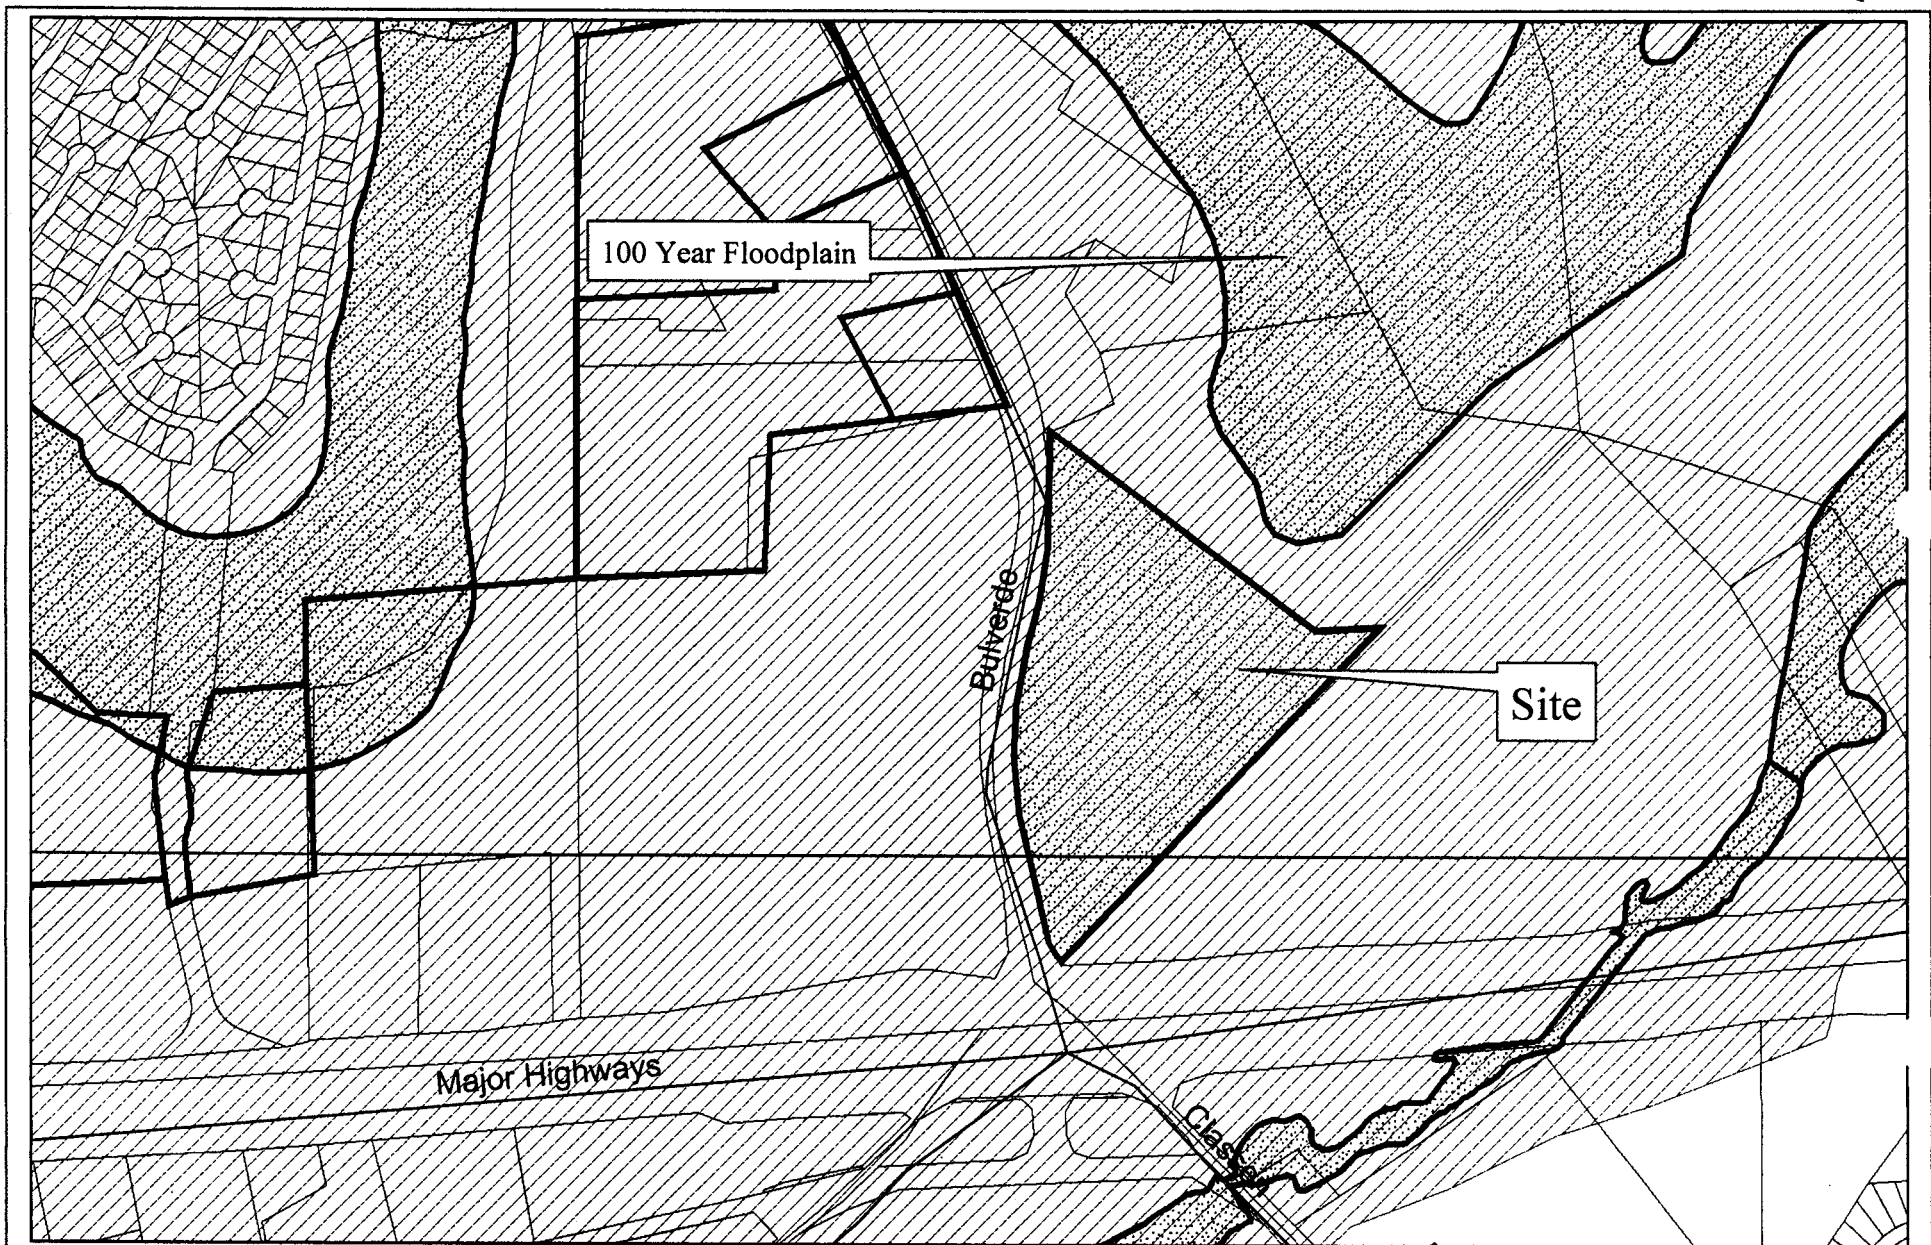 100 Year Floodplain
Bulverde
Site
Major Highways
Classen